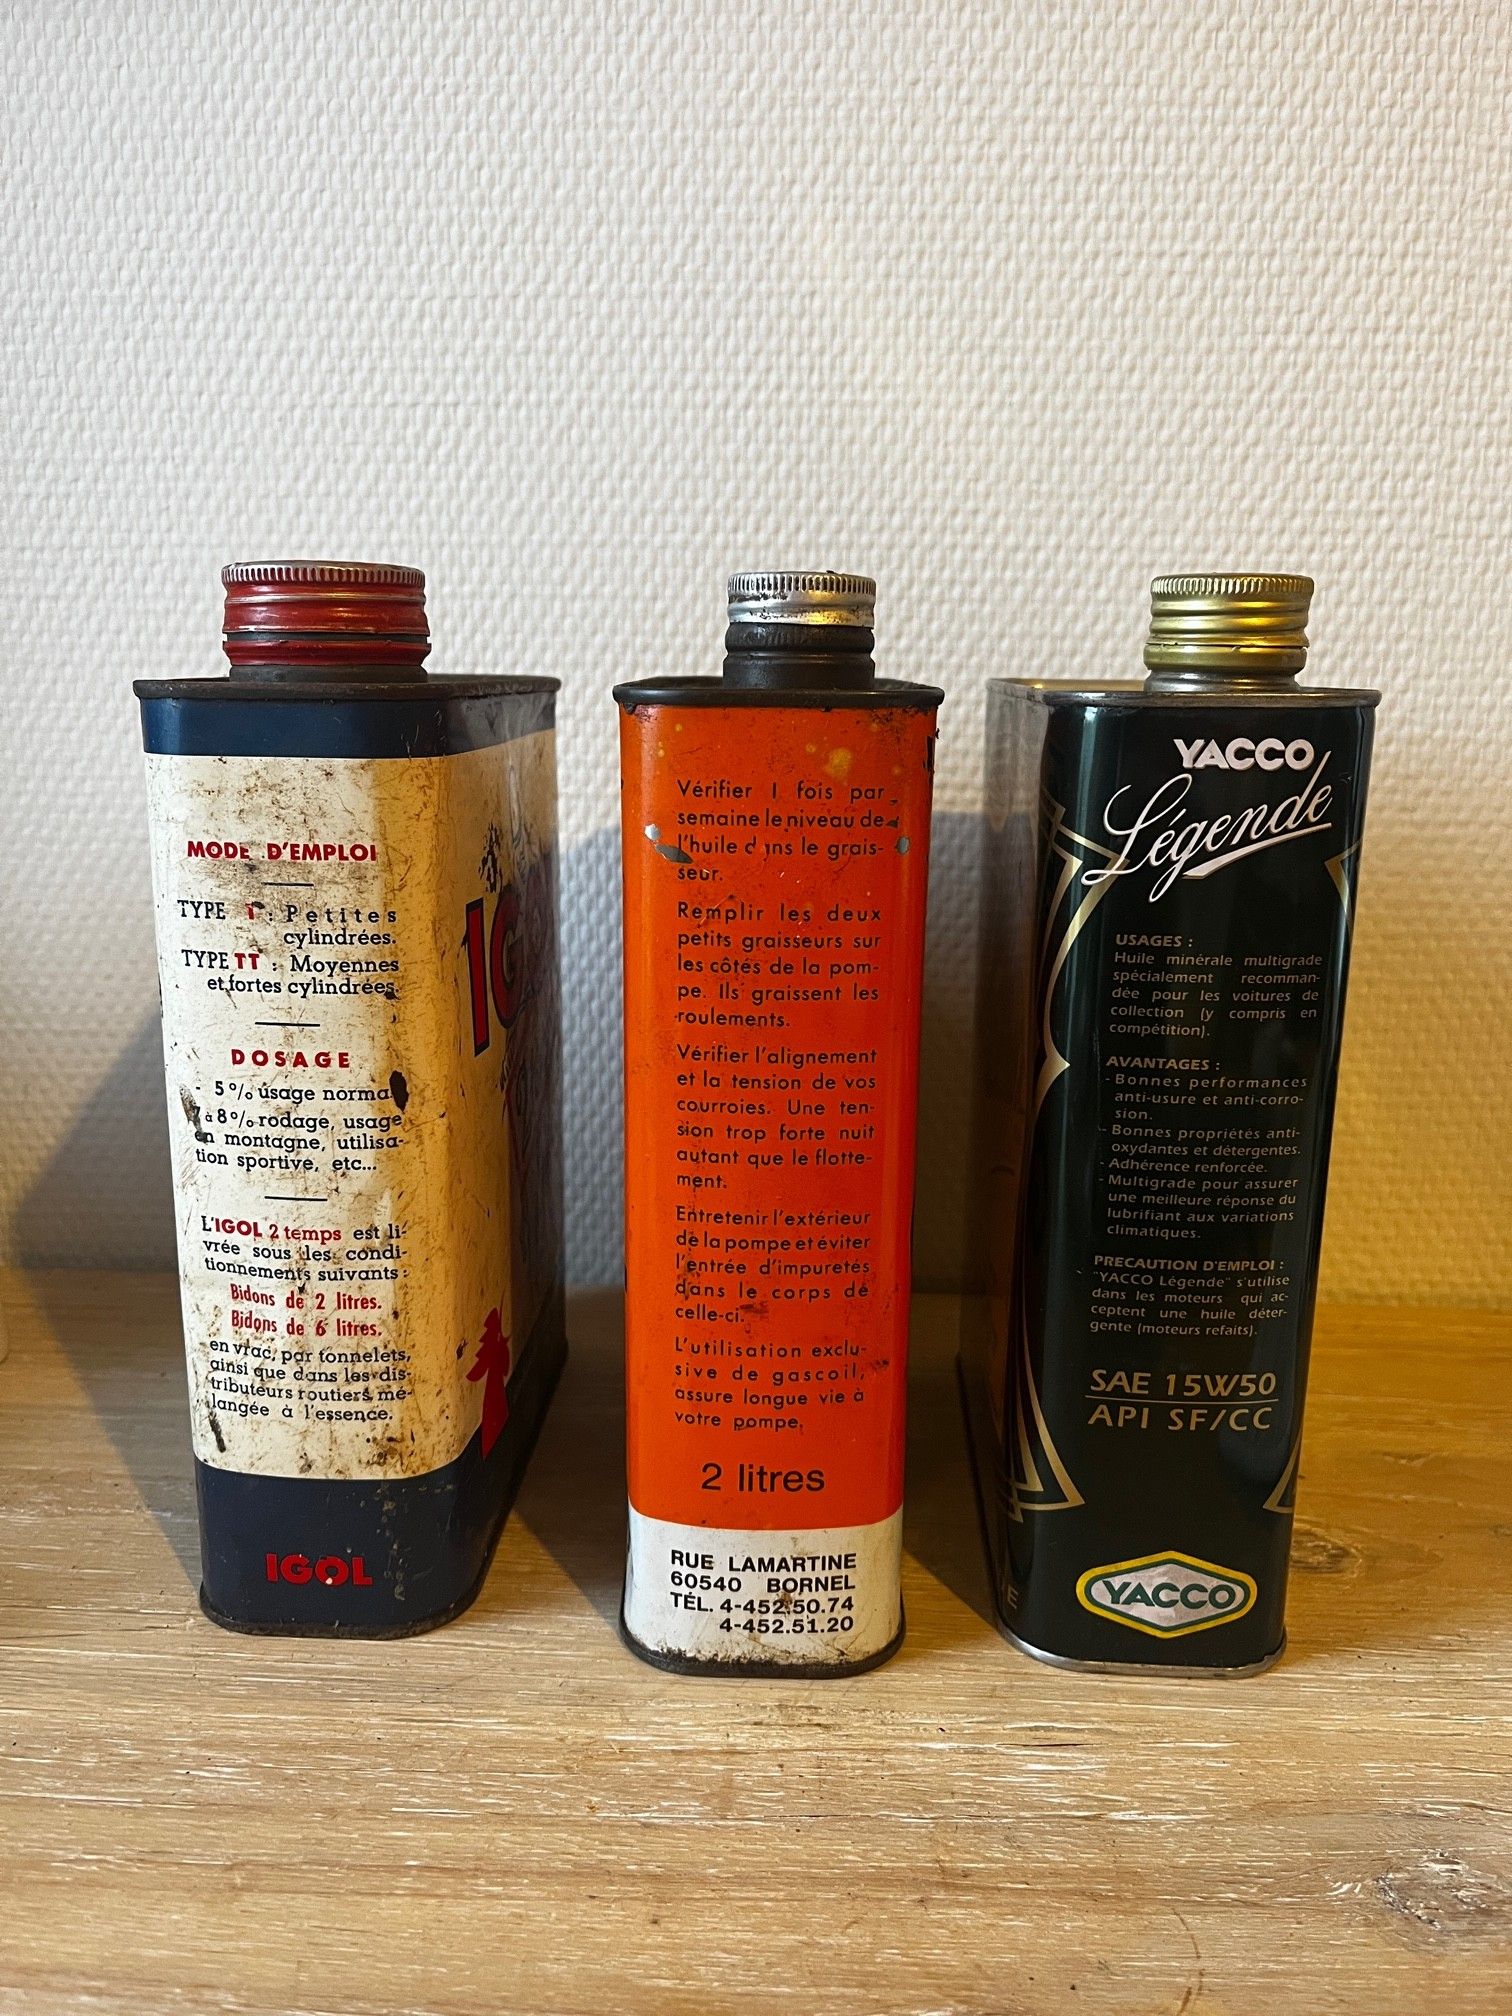 MODE D'EMPLOI
TYPE T : Petites
cylindrées.
TYPE TT : Moyennes
et fortes cylindrées.
DOSAGE
- 5% usage normal
7 à 8% rodage, usage
en montagne, utilisa-
tion sportive, etc...
L'IGOL 2 temps est li-
vrée sous les condi-
tionnements suivants :
Bidons de 2 litres.
Bidons de 6 litres.
en vrac, par tonnelets,
ainsi que dans les dis-
tributeurs routiers mé-
langée à l'essence.
IGOL
IGO
Vérifier 1 fois par
semaine le niveau de
l'huile dans le grais-
seur.
Remplir les deux
petits graisseurs sur
les côtés de la pom-
pe. Ils graissent les
roulements.
Vérifier l'alignement
et la tension de vos
courroies. Une ten-
sion trop forte nuit
autant que le flotte-
ment.
Entretenir l'extérieur
de la pompe et éviter
l'entrée d'impuretés
dans le corps de
celle-ci.
L'utilisation exclu-
sive de gasoil,
assure longue vie à
votre pompe.
2 litres
RUE LAMARTINE
60540 BORNEL
TÉL. 4-452.50.74
4-452.51.20
YACCO
Légende
USAGES :
Huile minérale multigrade
spécialement recomman-
dée pour les voitures de
collection (y compris en
compétition).
AVANTAGES :
- Bonnes performances
anti-usure et anti-corro-
sion.
- Bonnes propriétés anti-
oxydantes et détergentes.
- Adhérence renforcée.
- Multigrade pour assurer
une meilleure réponse du
lubrifiant aux variations
climatiques.
PRECAUTION D'EMPLOI :
"YACCO Légende" s'utilise
dans les moteurs qui ac-
ceptent une huile déter-
gente (moteurs refaits).
SAE 15W50
API SF/CC
YACCO
E